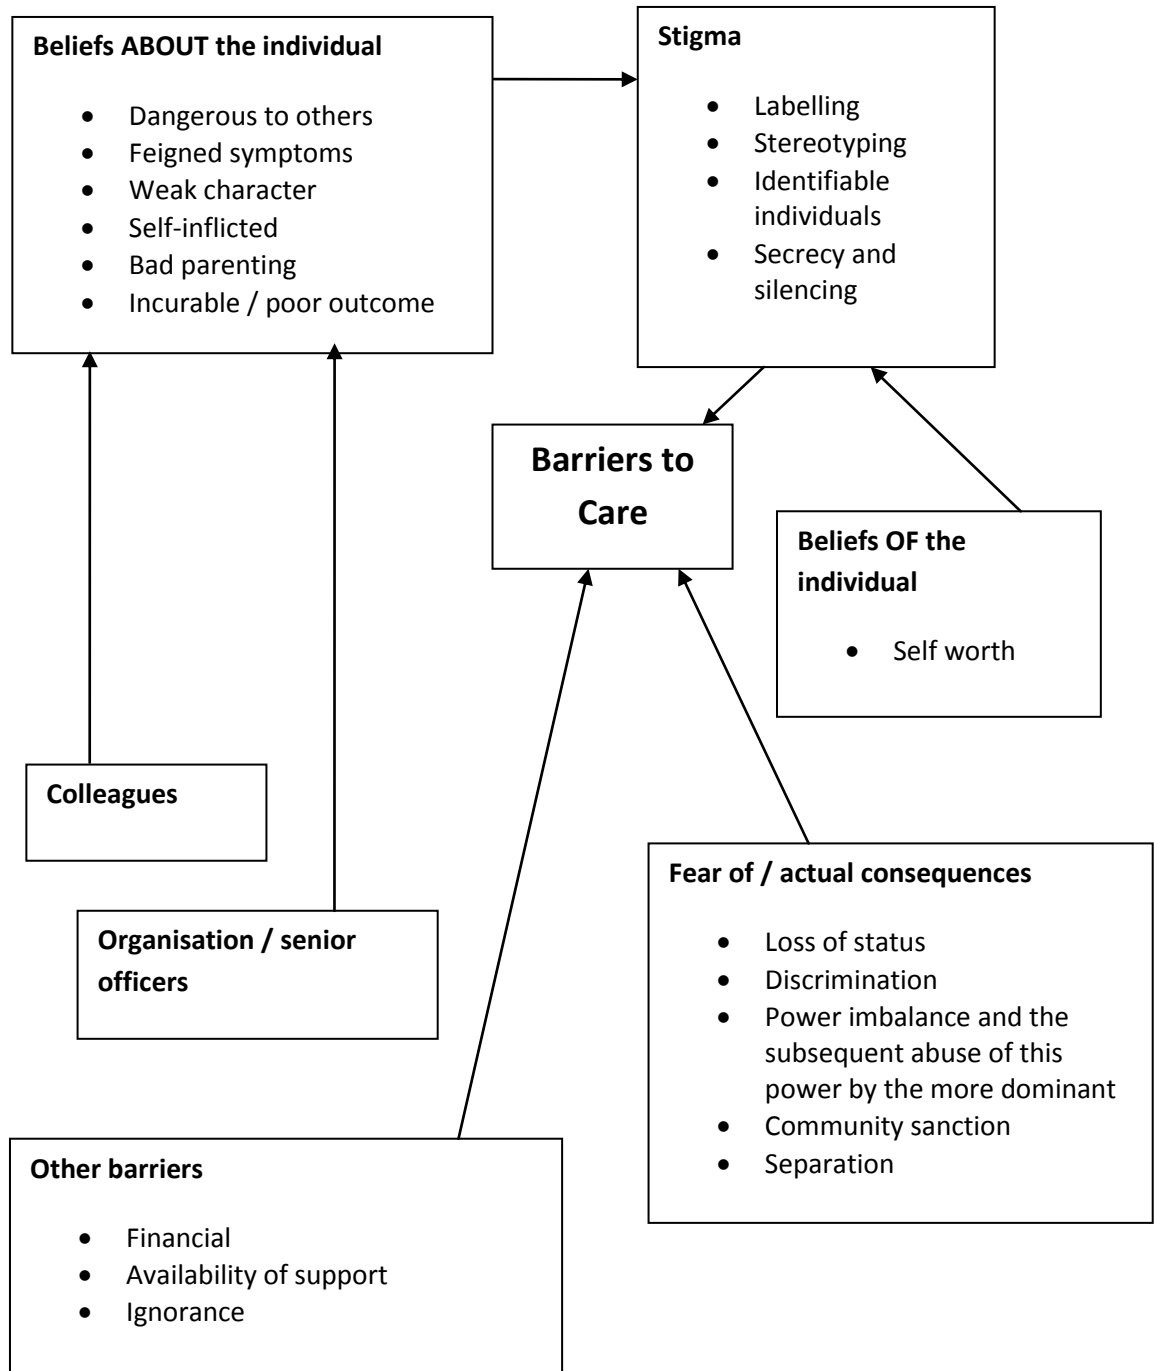 Beliefs ABOUT the individual
• Dangerous to others
• Feigned symptoms
• Weak character
• Self-inflicted
• Bad parenting
• Incurable / poor outcome
Stigma
• Labelling
• Stereotyping
• Identifiable
individuals
• Secrecy and
silencing
Barriers to
Care
Beliefs OF the
individual
• Self worth
Colleagues
Organisation / senior
officers
Fear of / actual consequences
• Loss of status
• Discrimination
• Power imbalance and the
subsequent abuse of this
power by the more dominant
• Community sanction
• Separation
Other barriers
• Financial
• Availability of support
• Ignorance